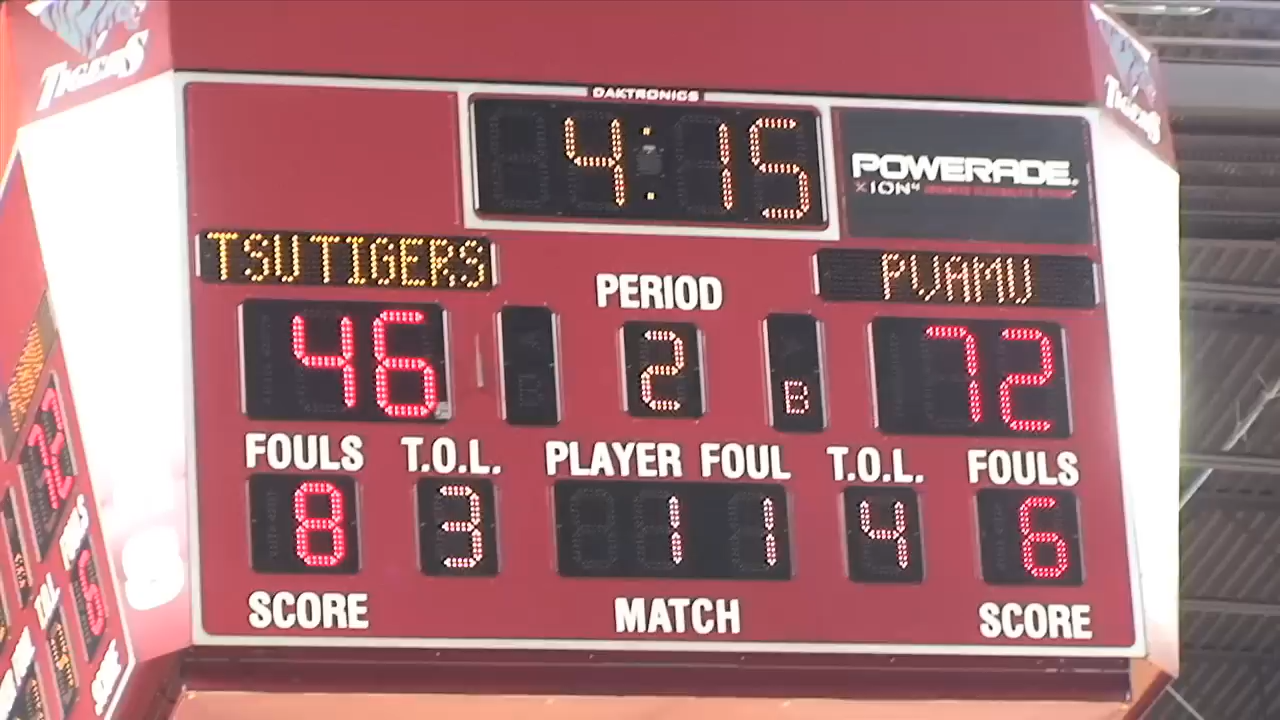 TIGERS
TIGERS
DAKTRONICS
4:15
POWERADE
XION4
TSU TIGERS
PVAMU
PERIOD
46
2
B
72
FOULS T.O.L. PLAYER FOUL T.O.L. FOULS
8 3 1 1 4 6
SCORE MATCH SCORE